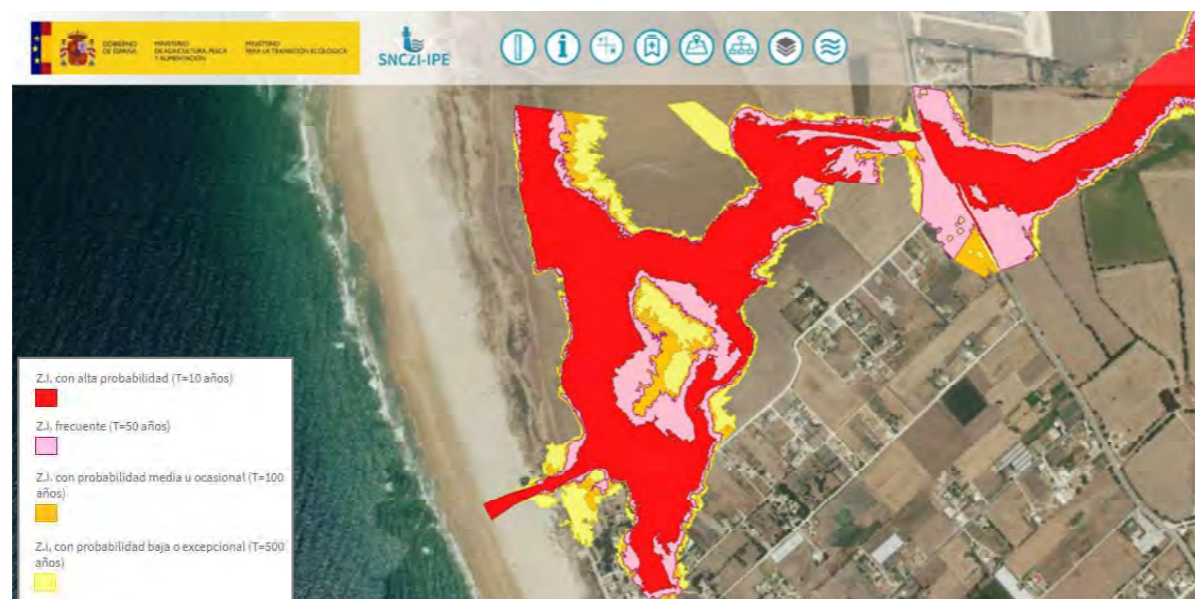 GOBIERNO
DE ESPAÑA
MINISTERIO
DE AGRICULTURA, PESCA
Y ALIMENTACIÓN
MINISTERIO
PARA LA TRANSICIÓN ECOLÓGICA
SNCZI-IPE
Z.I. con alta probabilidad (T=10 años)
Z.I. frecuente (T=50 años)
Z.I. con probabilidad media u ocasional (T=100
años)
Z.I. con probabilidad baja o excepcional (T=500
años)